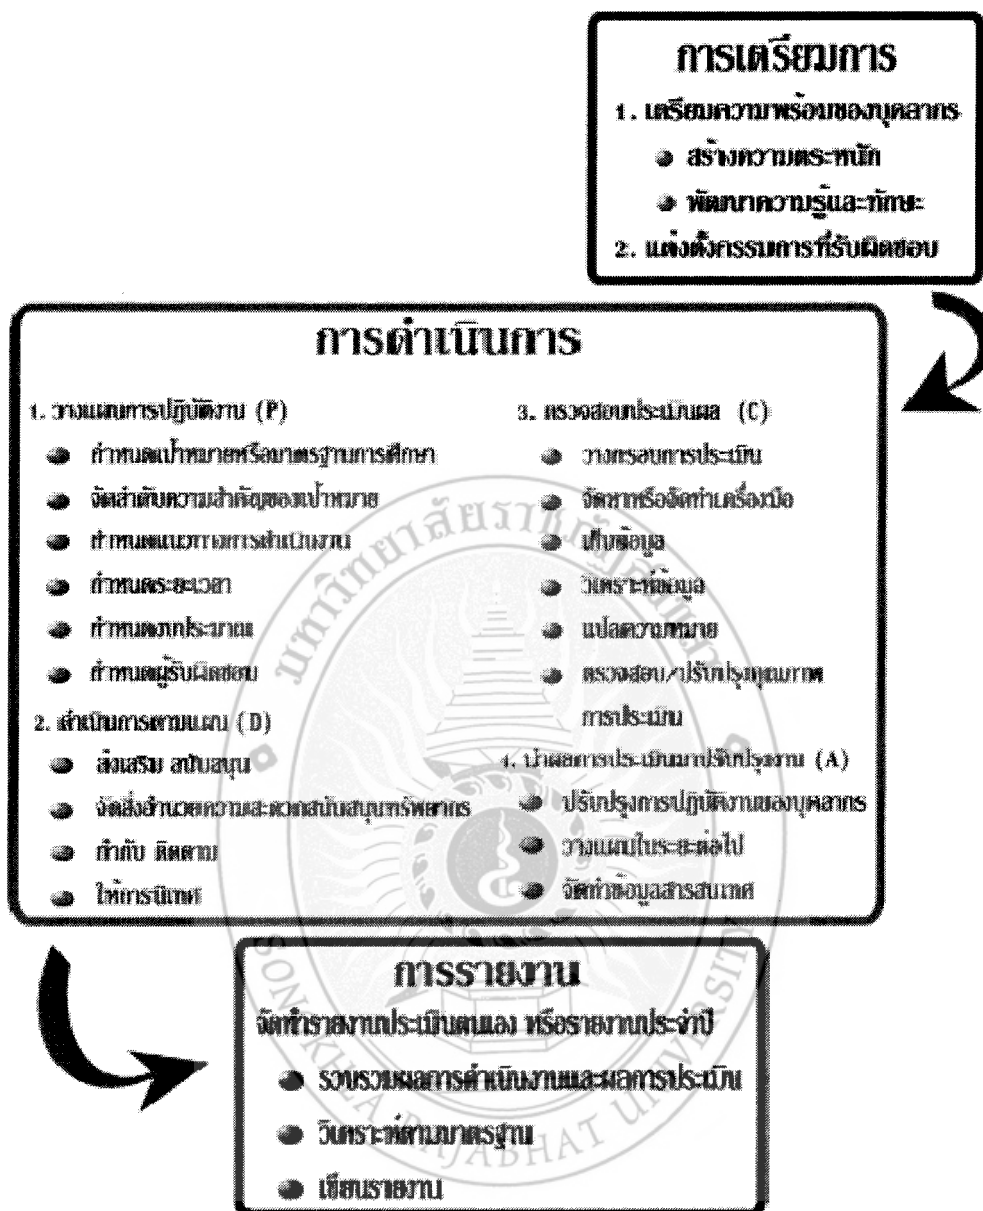 การเตรียมการ
1. เตรียมความพร้อมของบุคลากร
สร้างความตระหนัก
พัฒนาความรู้และทักษะ
2. แต่งตั้งกรรมการที่รับผิดชอบ
การดำเนินการ
1. วางแผนการปฏิบัติงาน (P)
กำหนดเป้าหมายหรือมาตรฐานการศึกษา
จัดลำดับความสำคัญของเป้าหมาย
กำหนดแนวทางการดำเนินงาน
กำหนดระยะเวลา
กำหนดงบประมาณ
กำหนดผู้รับผิดชอบ
2. ดำเนินการตามแผน (D)
ส่งเสริม สนับสนุน
จัดสิ่งอำนวยความสะดวกสนับสนุนทรัพยากร
กำกับ ติดตาม
ให้การนิเทศ
3. ตรวจสอบประเมินผล (C)
วางกรอบการประเมิน
จัดหาหรือจัดทำเครื่องมือ
เก็บข้อมูล
วิเคราะห์ข้อมูล
แปลความหมาย
ตรวจสอบ/ปรับปรุงคุณภาพ
การประเมิน
4. นำผลการประเมินมาปรับปรุงงาน (A)
ปรับปรุงการปฏิบัติงานของบุคลากร
วางแผนในระยะต่อไป
จัดทำข้อมูลสารสนเทศ
การรายงาน
จัดทำรายงานประเมินตนเอง หรือรายงานประจำปี
รวบรวมผลการดำเนินงานและผลการประเมิน
วิเคราะห์ตามมาตรฐาน
เขียนรายงาน
มหาวิทยาลัยราชภัฏสงขลา
SONGKHLA RAJABHAT UNIVERSITY